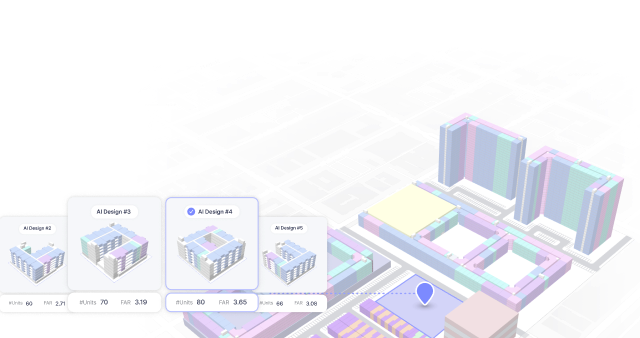 AI Design #2
#Units 60 FAR 2.71
AI Design #3
#Units 70 FAR 3.19
AI Design #4
#Units 80 FAR 3.65
AI Design #5
#Units 66 FAR 3.08